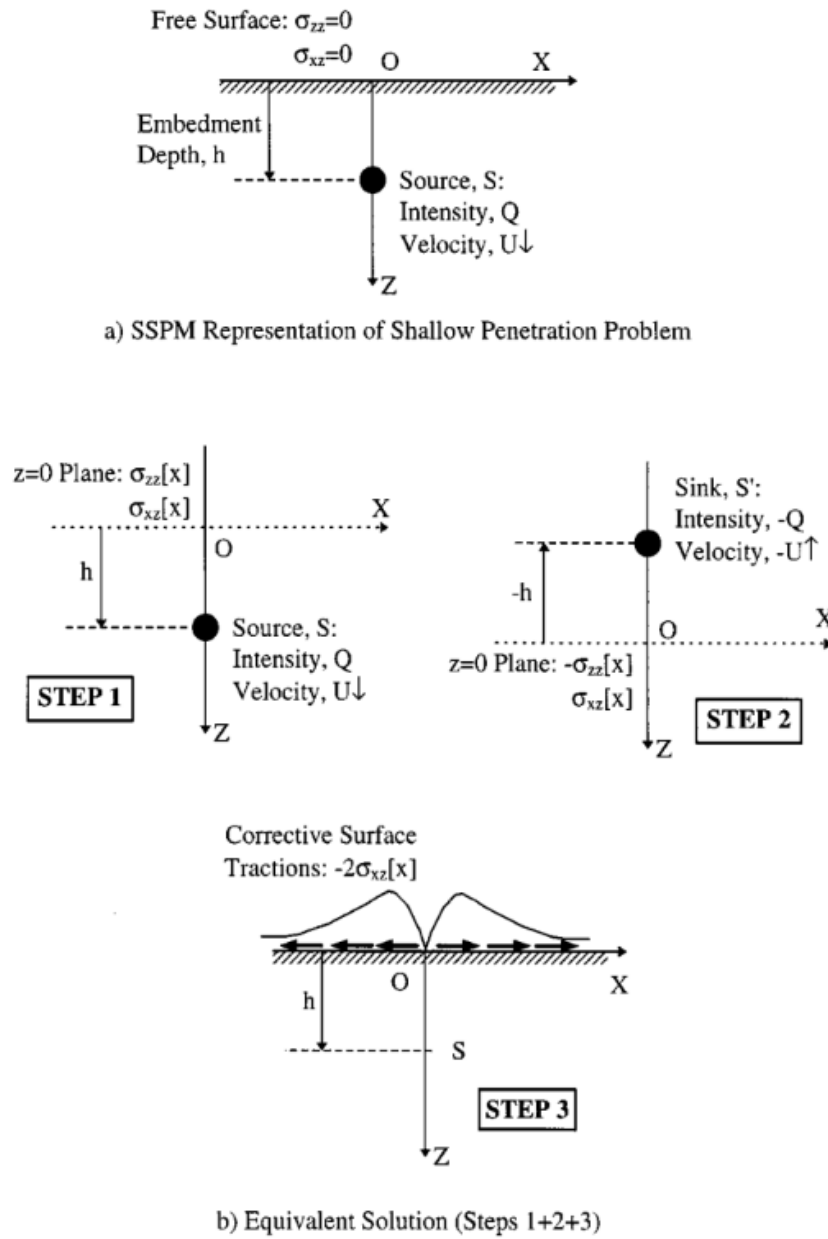 Free Surface: σzz=0
σxz=0
O
X
Embedment
Depth, h
Source, S:
Intensity, Q
Velocity, U↓
Z
a) SSPM Representation of Shallow Penetration Problem
z=0 Plane: σzz[x]
σxz[x]
X
O
h
Source, S:
Intensity, Q
Velocity, U↓
STEP 1
Z
Sink, S':
Intensity, -Q
Velocity, -U↑
-h
X
O
z=0 Plane: -σzz[x]
σxz[x]
STEP 2
Z
Corrective Surface
Tractions: -2σxz[x]
O
X
h
S
STEP 3
Z
b) Equivalent Solution (Steps 1+2+3)